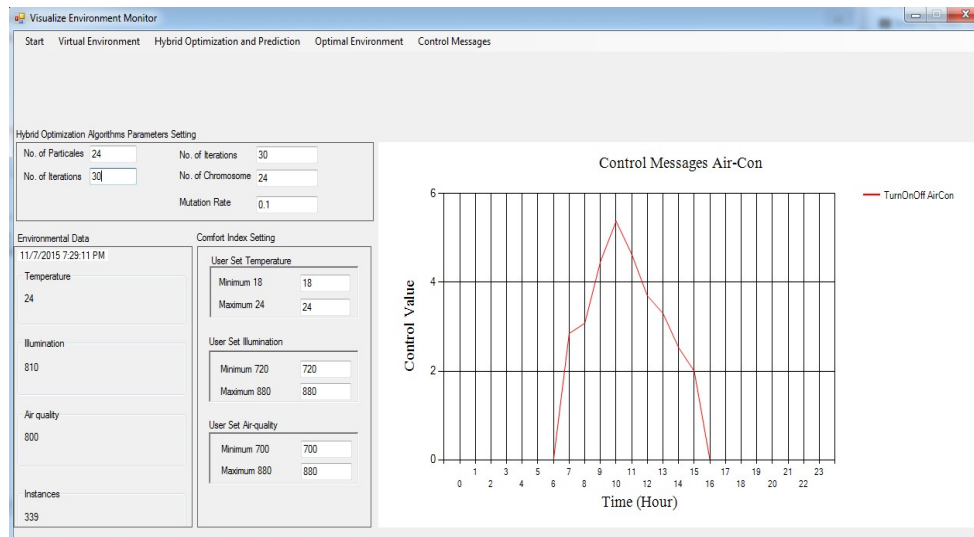 Visualize Environment Monitor
Start Virtual Environment Hybrid Optimization and Prediction Optimal Environment Control Messages
Hybrid Optimization Algorithms Parameters Setting
No. of Particales 24 No. of Iterations 30
No. of Iterations 30 No. of Chromosome 24
Mutation Rate 0.1
Environmental Data
11/7/2015 7:29:11 PM
Temperature
24
Illumination
810
Air quality
800
Instances
339
Comfort Index Setting
User Set Temperature
Minimum 18 18
Maximum 24 24
User Set Illumination
Minimum 720 720
Maximum 880 880
User Set Air-quality
Minimum 700 700
Maximum 880 880
Control Messages Air-Con
TurnOnOff AirCon
Control Value
6
4
2
0
1 3 5 7 9 11 13 15 17 19 21 23
0 2 4 6 8 10 12 14 16 18 20 22
Time (Hour)